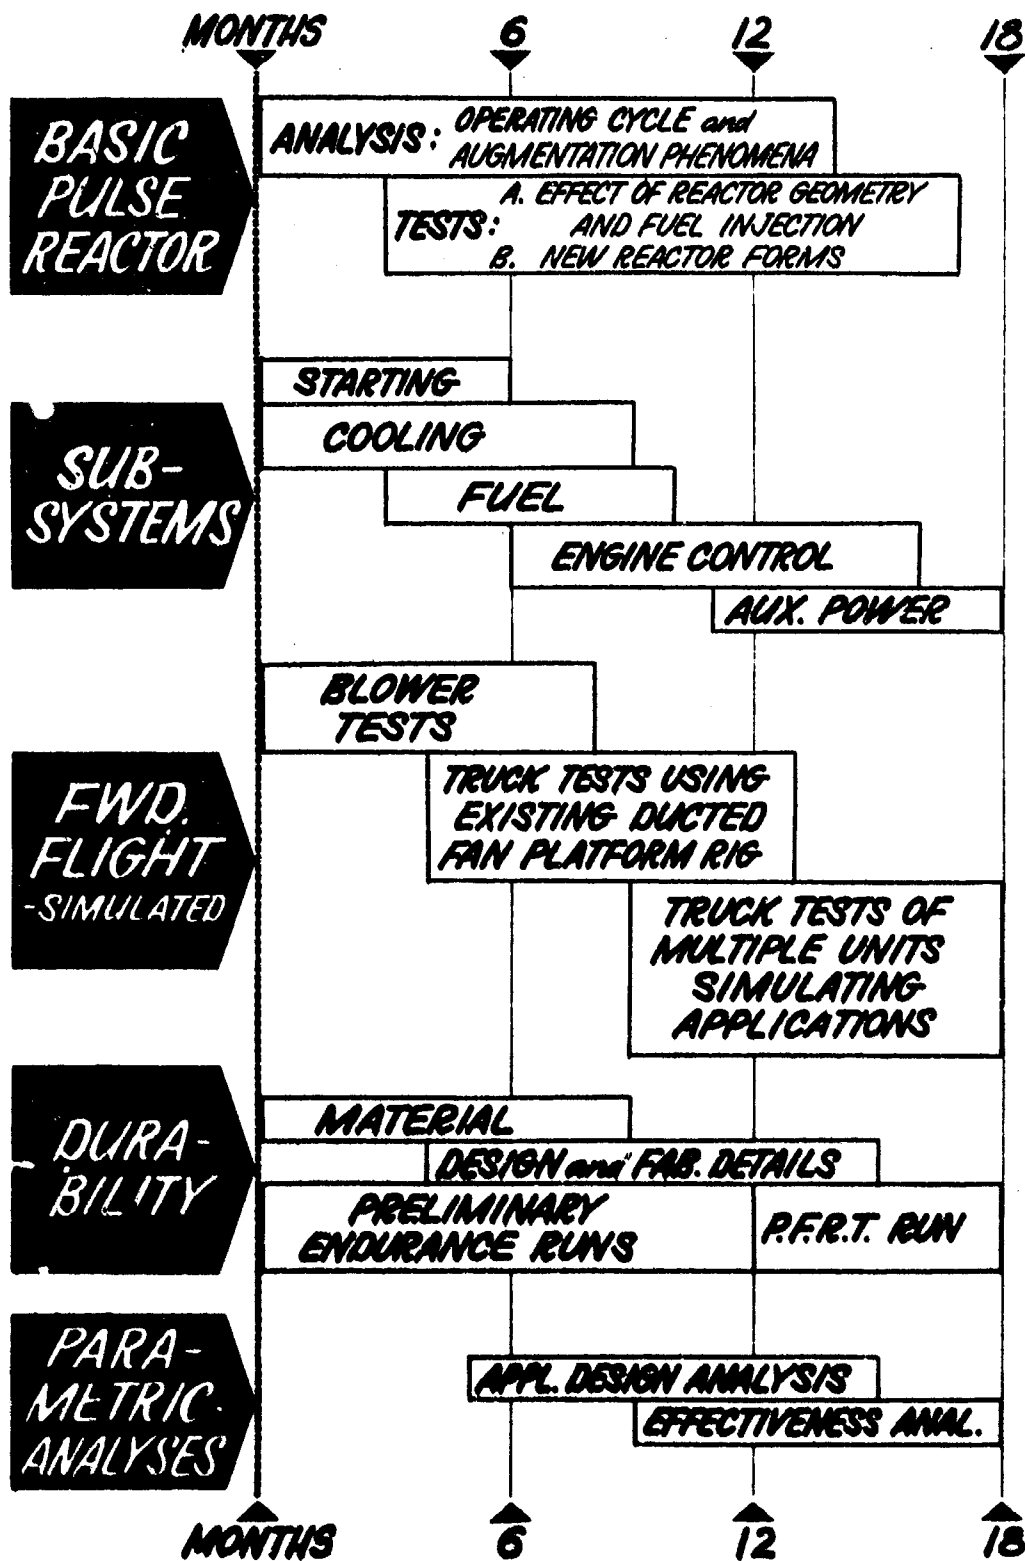 MONTHS 6 12 18
BASIC
PULSE
REACTOR
ANALYSIS: OPERATING CYCLE and
AUGMENTATION PHENOMENA
TESTS: A. EFFECT OF REACTOR GEOMETRY
AND FUEL INJECTION
B. NEW REACTOR FORMS
SUB-
SYSTEMS
STARTING
COOLING
FUEL
ENGINE CONTROL
AUX. POWER
FWD.
FLIGHT
-SIMULATED
BLOWER
TESTS
TRUCK TESTS USING
EXISTING DUCTED
FAN PLATFORM RIG
TRUCK TESTS OF
MULTIPLE UNITS
SIMULATING
APPLICATIONS
DURA-
BILITY
MATERIAL
DESIGN and FAB. DETAILS
PRELIMINARY
ENDURANCE RUNS
P.F.R.T. RUN
PARA-
METRIC
ANALYSES
APPL. DESIGN ANALYSIS
EFFECTIVENESS ANAL.
MONTHS 6 12 18